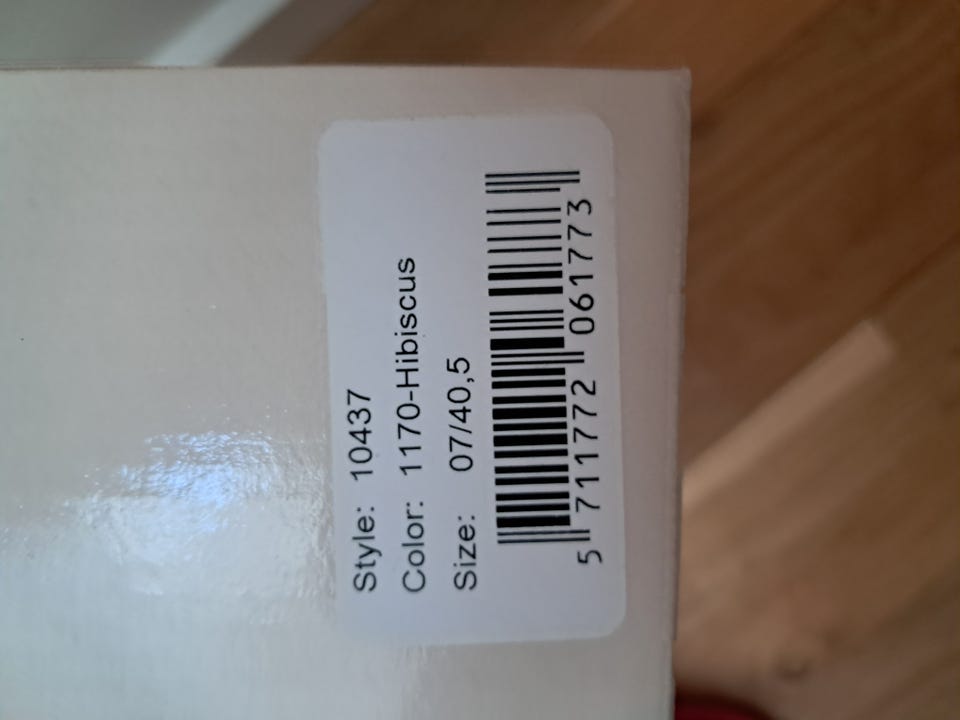 Style: 10437
Color: 1170-Hibiscus
Size: 07/40,5
5 711772 061773